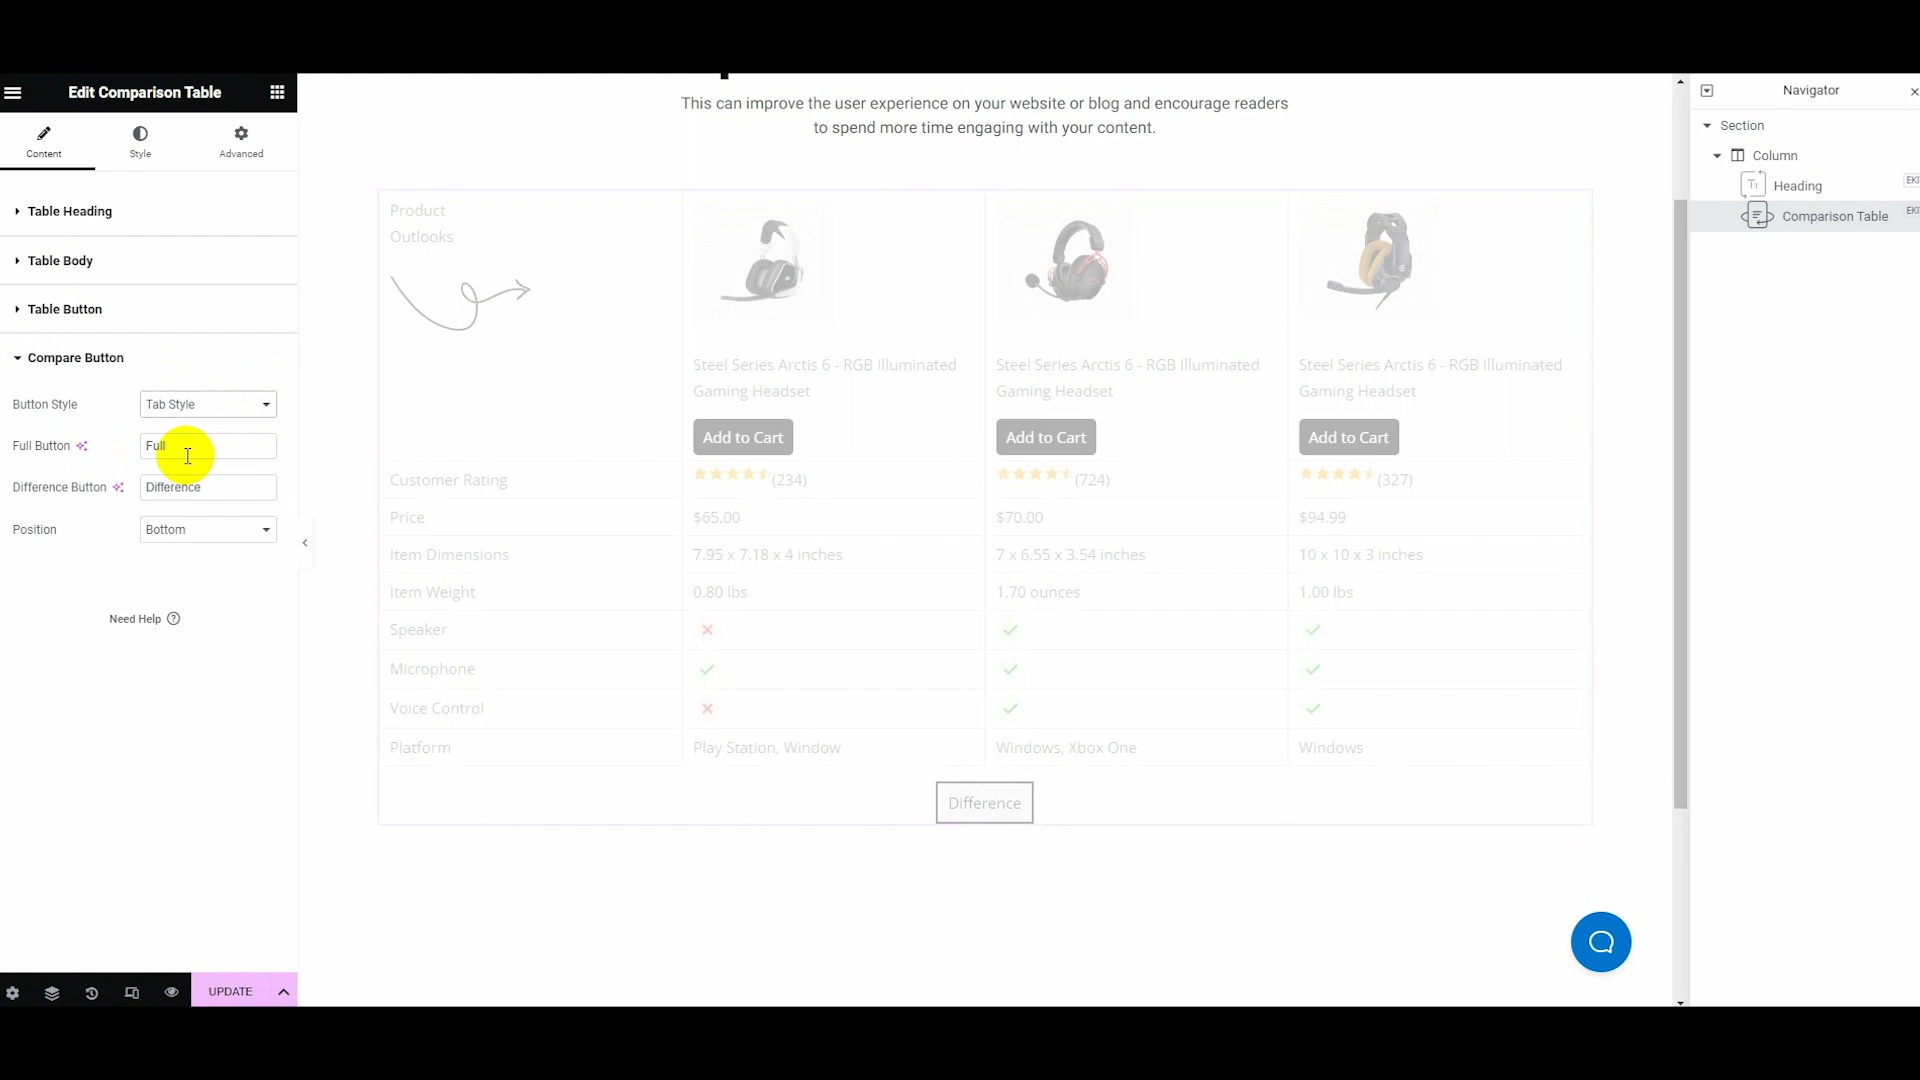 Edit Comparison Table
Content
Style
Advanced
Table Heading
Table Body
Table Button
Compare Button
Button Style
Tab Style
Full Button
Full
Difference Button
Difference
Position
Bottom
Need Help
UPDATE
This can improve the user experience on your website or blog and encourage readers
to spend more time engaging with your content.
Product
Outlooks
Steel Series Arctis 6 - RGB Illuminated
Gaming Headset
Add to Cart
Steel Series Arctis 6 - RGB Illuminated
Gaming Headset
Add to Cart
Steel Series Arctis 6 - RGB Illuminated
Gaming Headset
Add to Cart
Customer Rating (234) (724) (327)
Price $65.00 $70.00 $94.99
Item Dimensions 7.95 x 7.18 x 4 inches 7 x 6.55 x 3.54 inches 10 x 10 x 3 inches
Item Weight 0.80 lbs 1.70 ounces 1.00 lbs
Speaker
Microphone
Voice Control
Platform Play Station, Window Windows, Xbox One Windows
Difference
Navigator
Section
Column
Tr Heading
Comparison Table